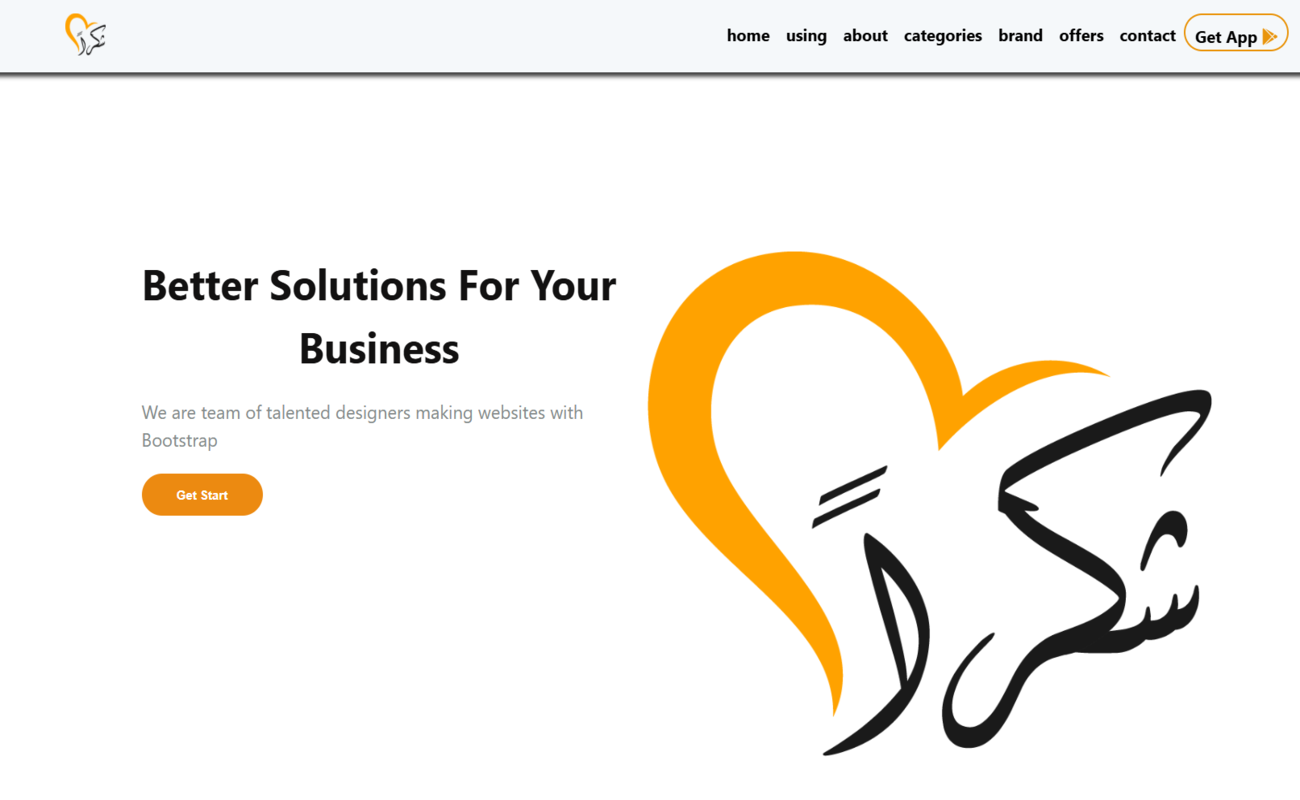 شكراً
home using about categories brand offers contact Get App
Better Solutions For Your
Business
We are team of talented designers making websites with
Bootstrap
Get Start
شكراً